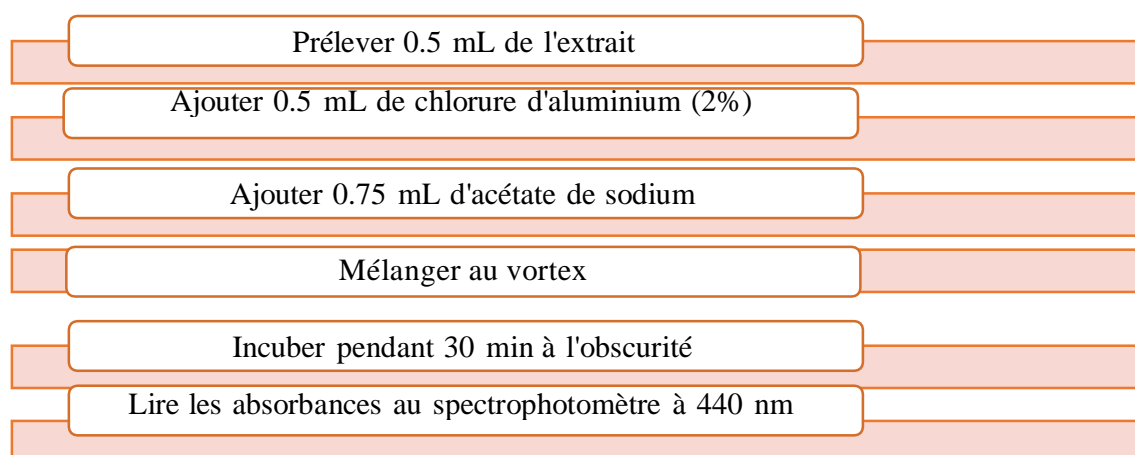 Prélever 0.5 mL de l'extrait
Ajouter 0.5 mL de chlorure d'aluminium (2%)
Ajouter 0.75 mL d'acétate de sodium
Mélanger au vortex
Incuber pendant 30 min à l'obscurité
Lire les absorbances au spectrophotomètre à 440 nm